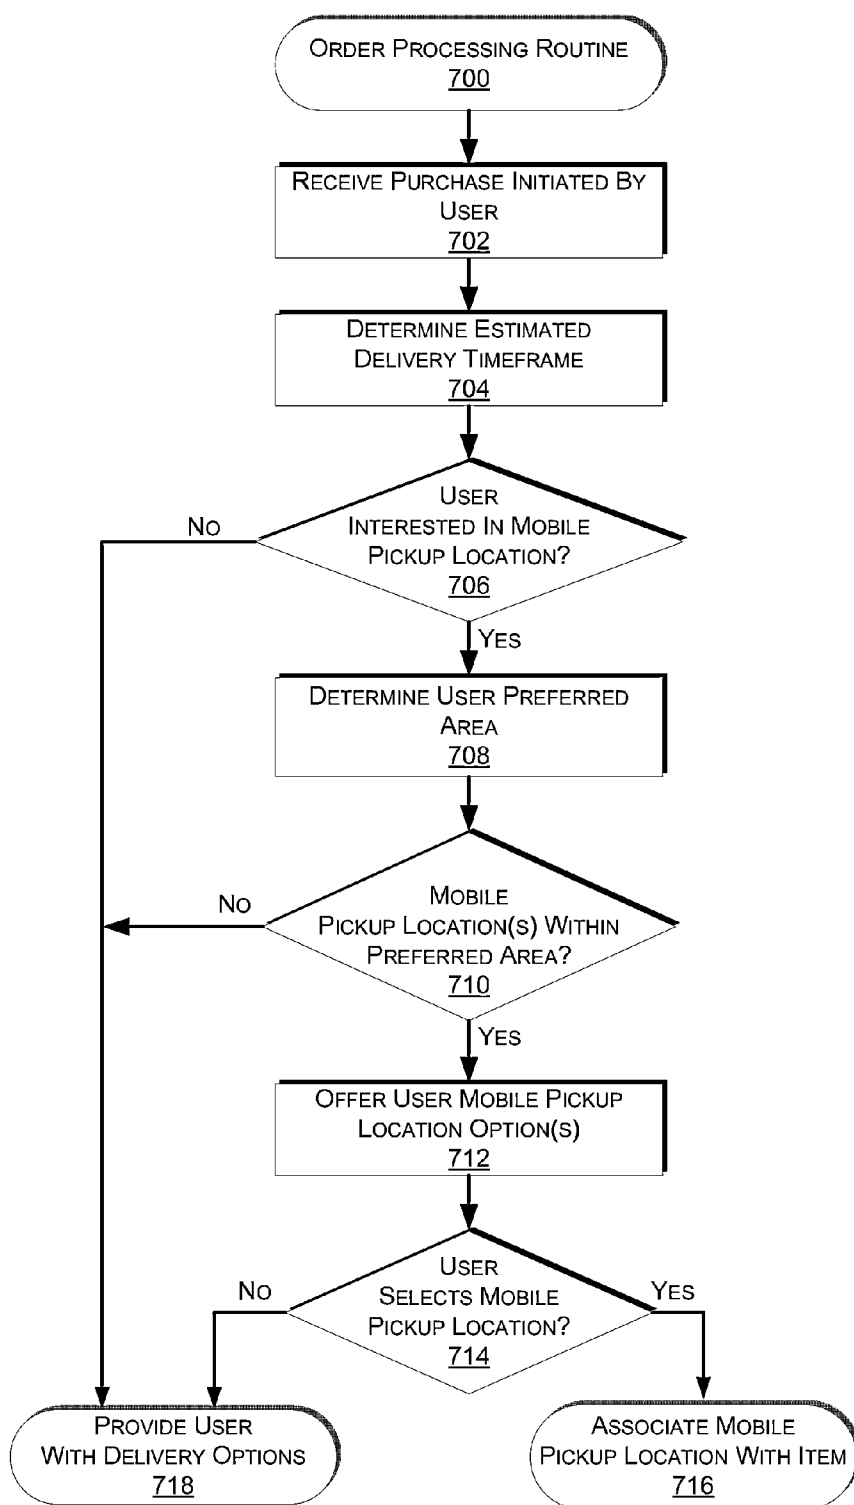 ORDER PROCESSING ROUTINE
700
RECEIVE PURCHASE INITIATED BY
USER
702
DETERMINE ESTIMATED
DELIVERY TIMEFRAME
704
USER
INTERESTED IN MOBILE
PICKUP LOCATION?
706
NO
YES
DETERMINE USER PREFERRED
AREA
708
MOBILE
PICKUP LOCATION(S) WITHIN
PREFERRED AREA?
710
NO
YES
OFFER USER MOBILE PICKUP
LOCATION OPTION(S)
712
USER
SELECTS MOBILE
PICKUP LOCATION?
714
NO
YES
PROVIDE USER
WITH DELIVERY OPTIONS
718
ASSOCIATE MOBILE
PICKUP LOCATION WITH ITEM
716